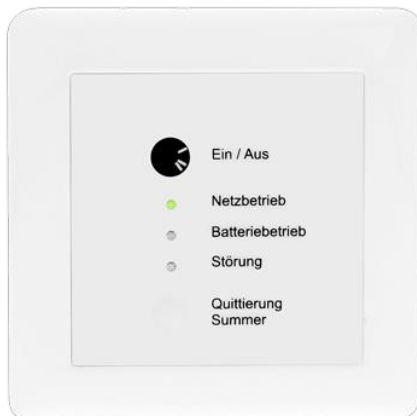 Ein / Aus
Netzbetrieb
Batteriebetrieb
Störung
Quittierung
Summer